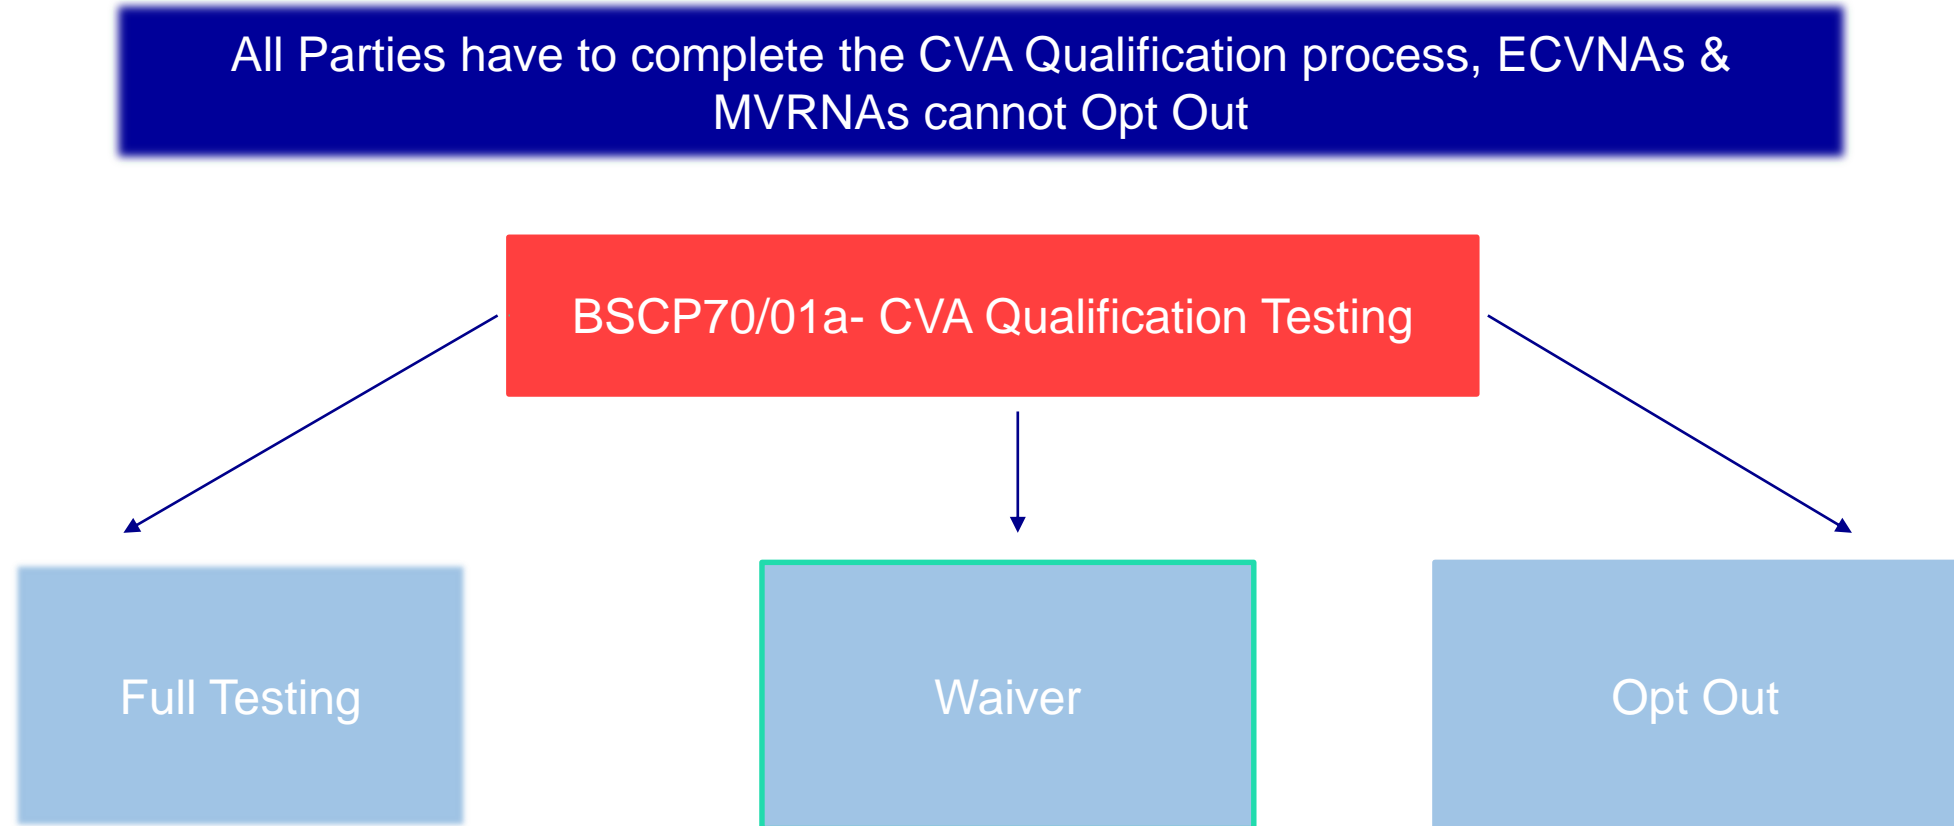 All Parties have to complete the CVA Qualification process, ECVNAs &
MVRNAs cannot Opt Out
BSCP70/01a- CVA Qualification Testing
Full Testing
Waiver
Opt Out